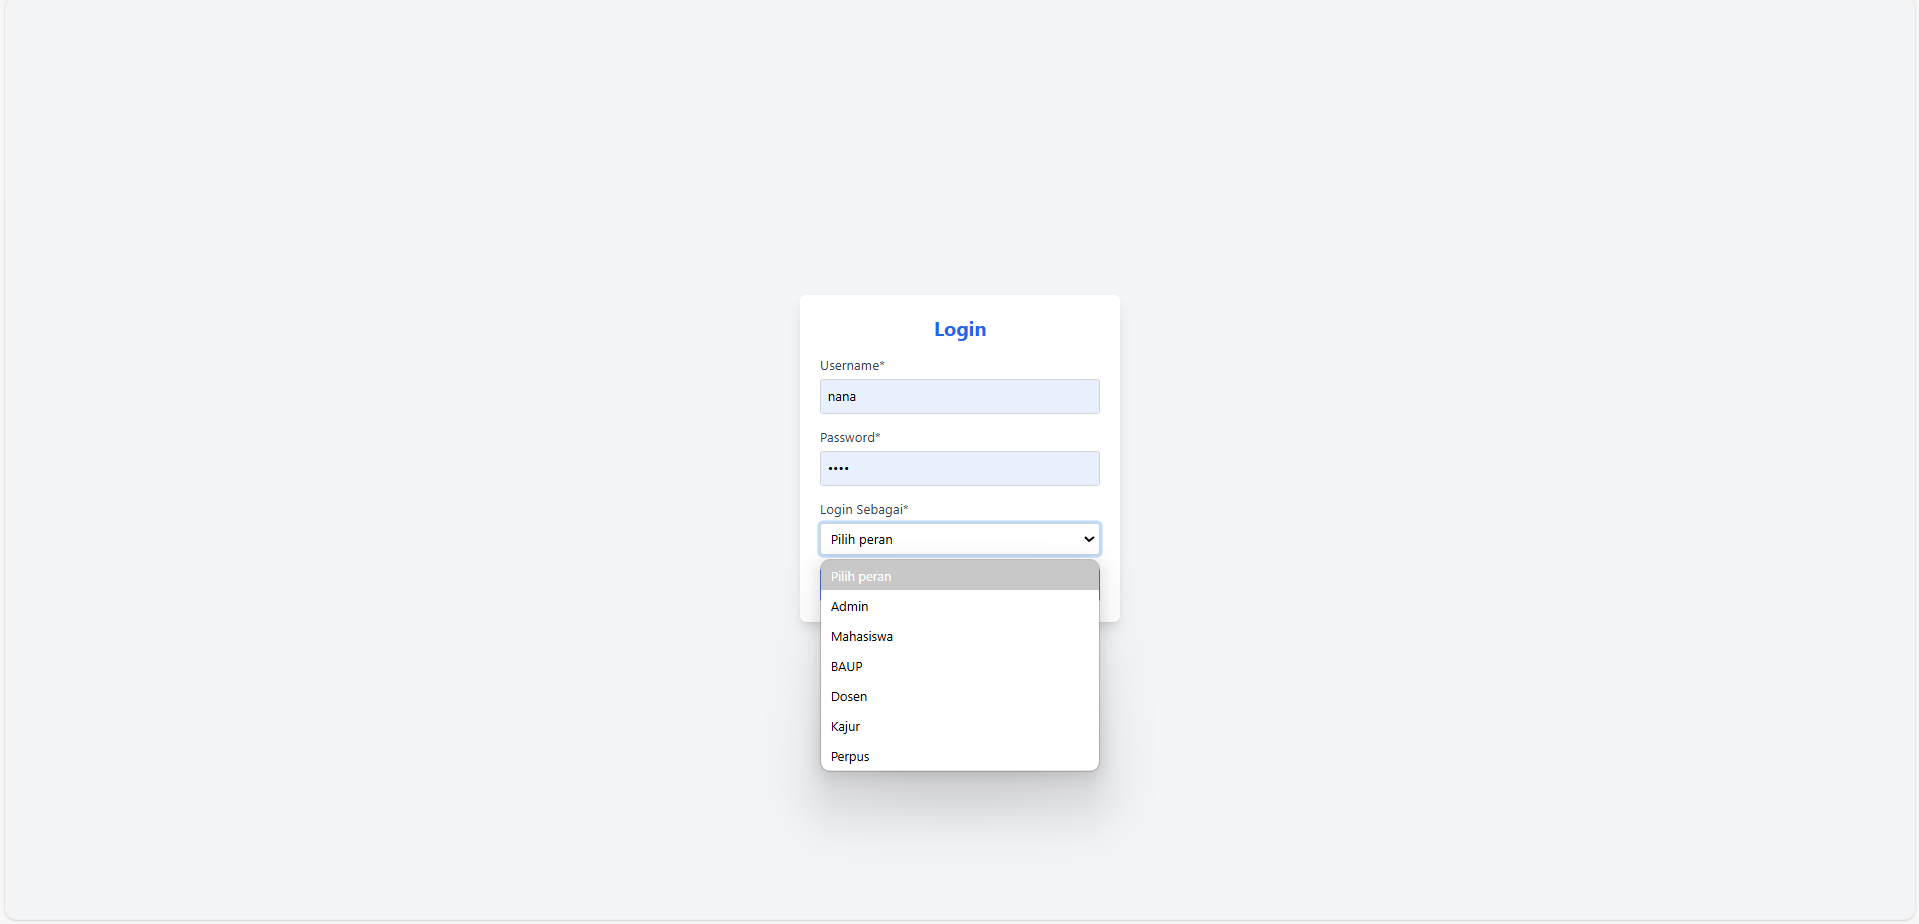 Login
Username*
nana
Password*
••••
Login Sebagai*
Pilih peran
Pilih peran
Admin
Mahasiswa
BAUP
Dosen
Kajur
Perpus